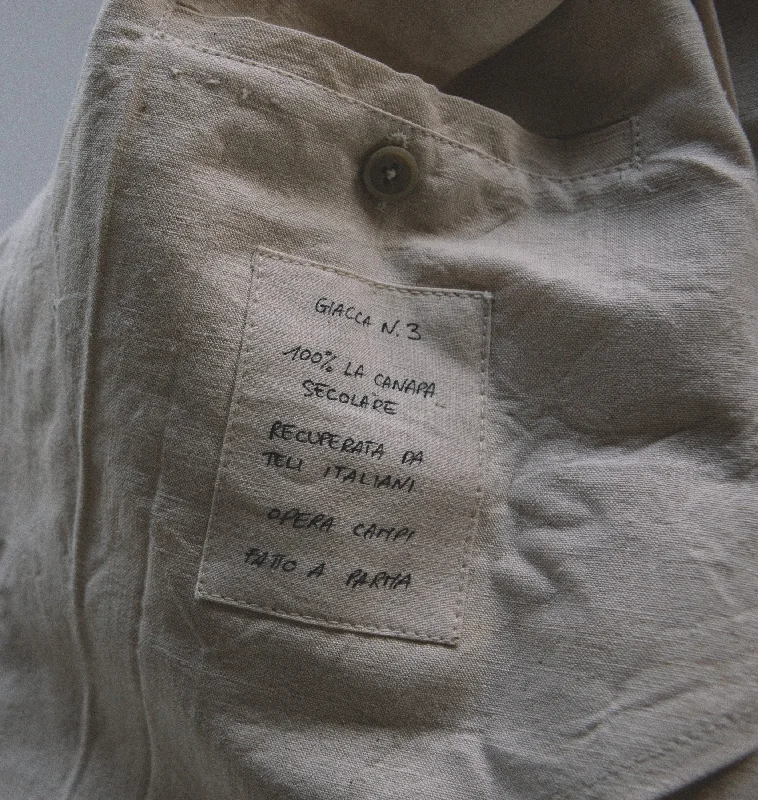 GIACCA N.3
100% LA CANAPA
SECOLARE
RECUPERATA DA
TELI ITALIANI
OPERA CAMPI
FATTO A PARMA